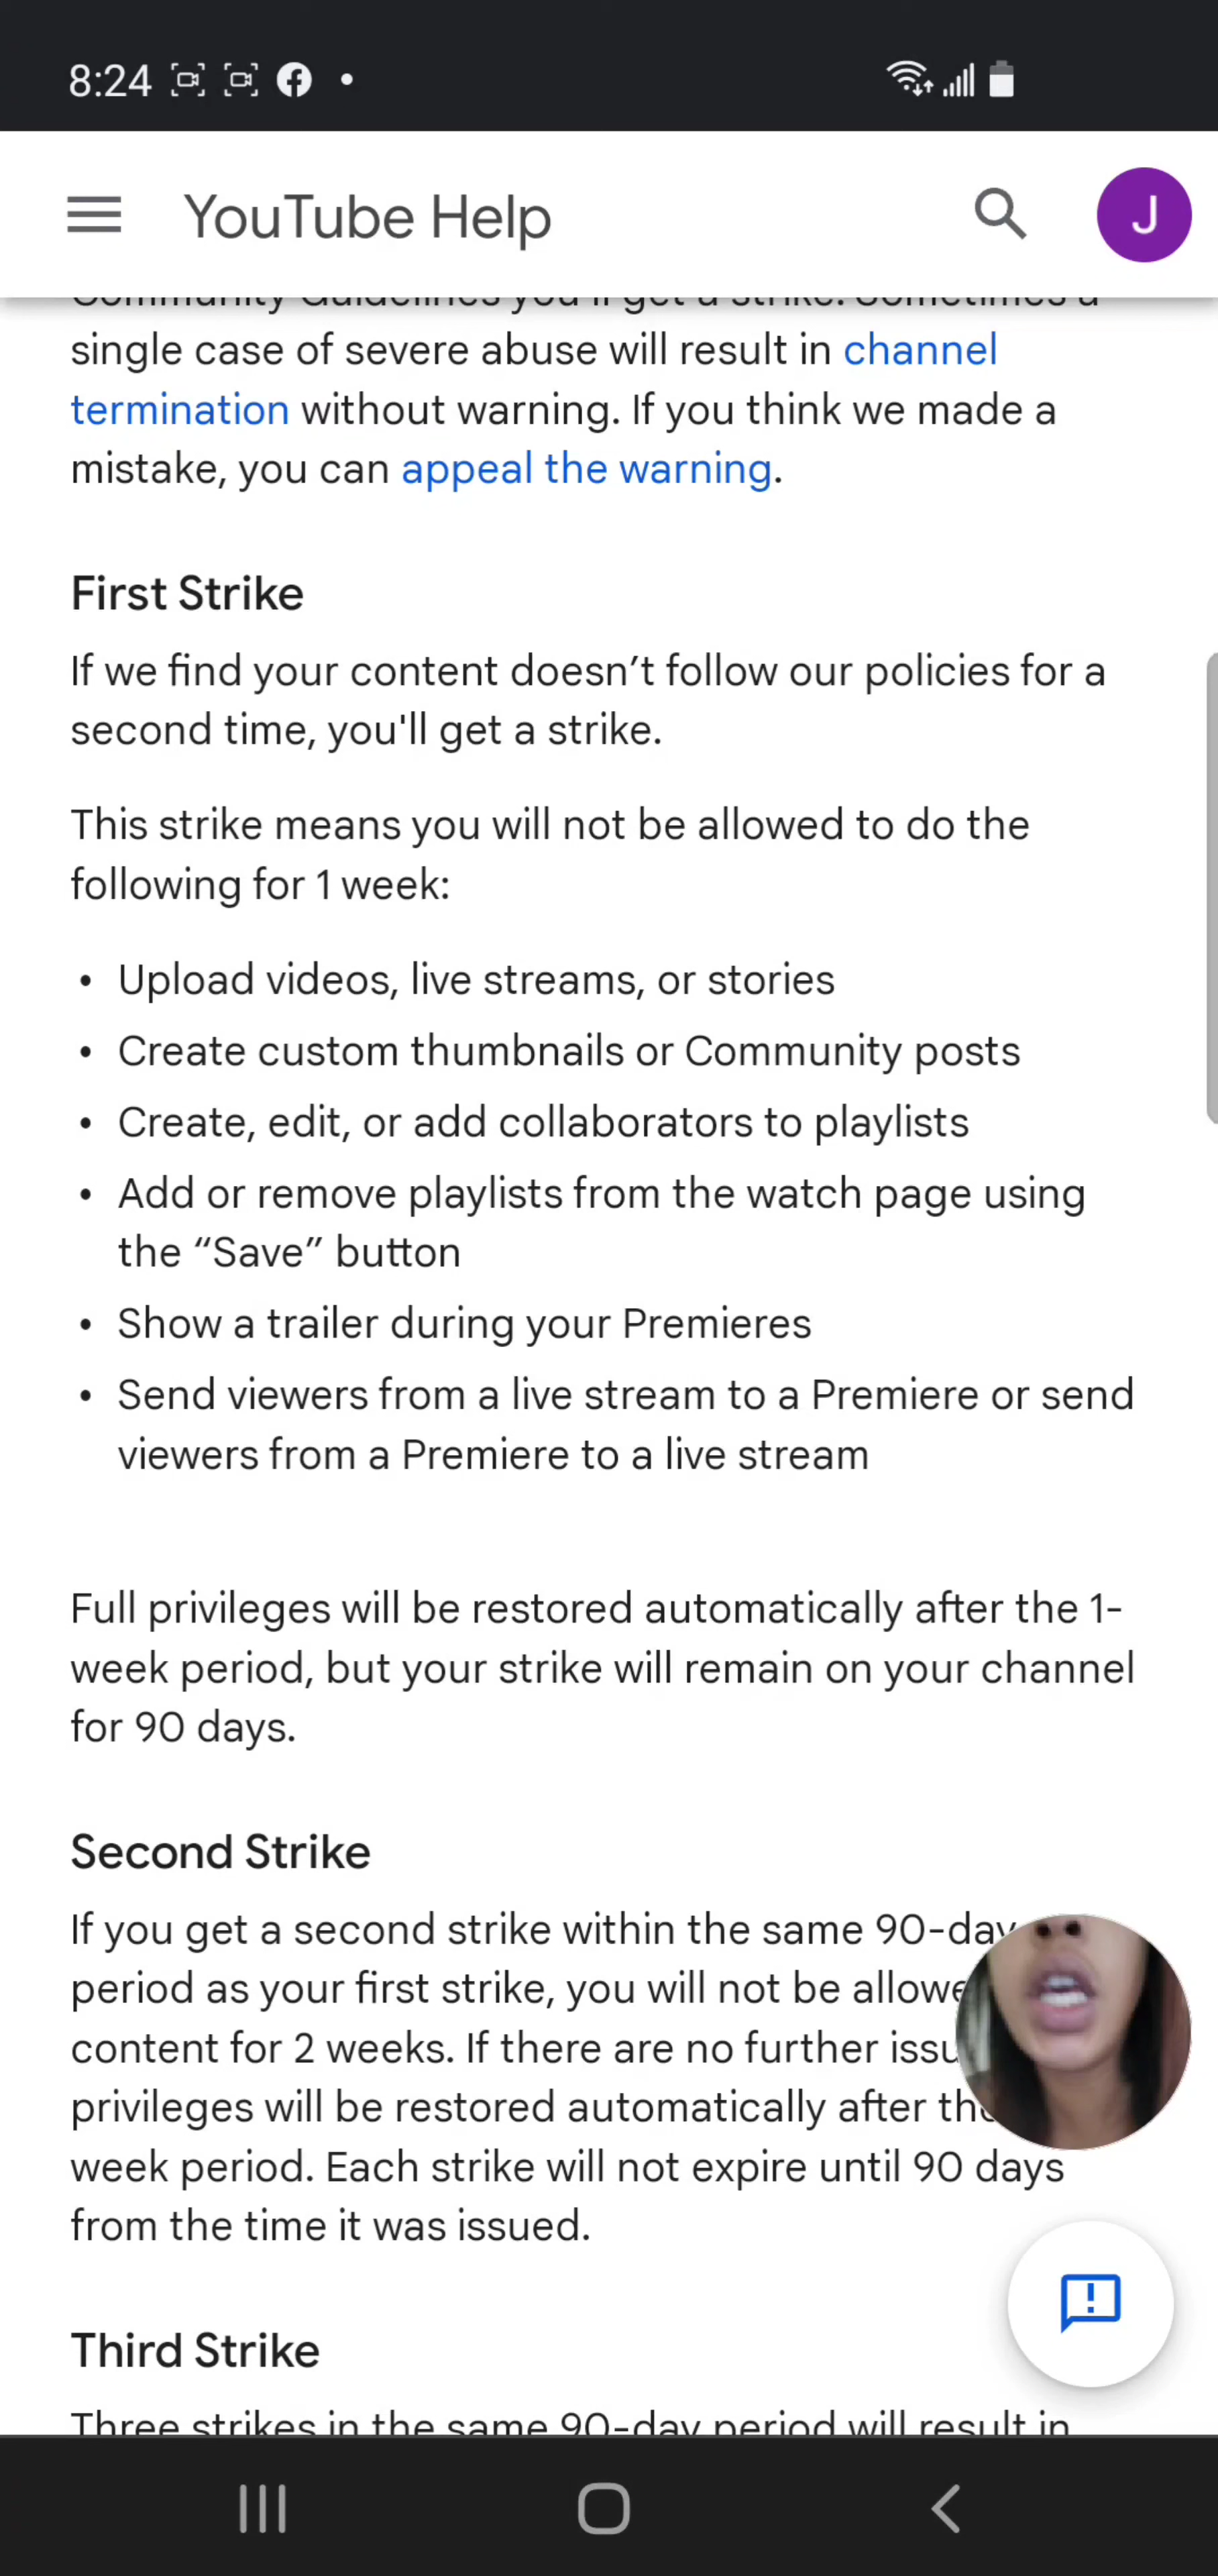 8:24
YouTube Help
J
Community Guidelines you'll get a strike. Sometimes a
single case of severe abuse will result in channel
termination without warning. If you think we made a
mistake, you can appeal the warning.
First Strike
If we find your content doesn’t follow our policies for a
second time, you'll get a strike.
This strike means you will not be allowed to do the
following for 1 week:
• Upload videos, live streams, or stories
• Create custom thumbnails or Community posts
• Create, edit, or add collaborators to playlists
• Add or remove playlists from the watch page using
the “Save” button
• Show a trailer during your Premieres
• Send viewers from a live stream to a Premiere or send
viewers from a Premiere to a live stream
Full privileges will be restored automatically after the 1-
week period, but your strike will remain on your channel
for 90 days.
Second Strike
If you get a second strike within the same 90-day
period as your first strike, you will not be allowe
content for 2 weeks. If there are no further issu
privileges will be restored automatically after the
week period. Each strike will not expire until 90 days
from the time it was issued.
Third Strike
Three strikes in the same 90-day period will result in